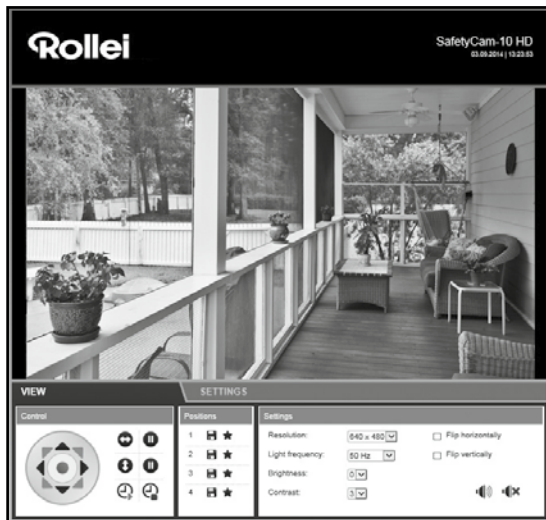 Rollei
SafetyCam-10 HD
03.09.2014 | 13:23:53
VIEW
SETTINGS
Control
Positions
1
2
3
4
Settings
Resolution: 640 x 480
Flip horizontally
Light frequency: 50 Hz
Flip vertically
Brightness: 0
Contrast: 3